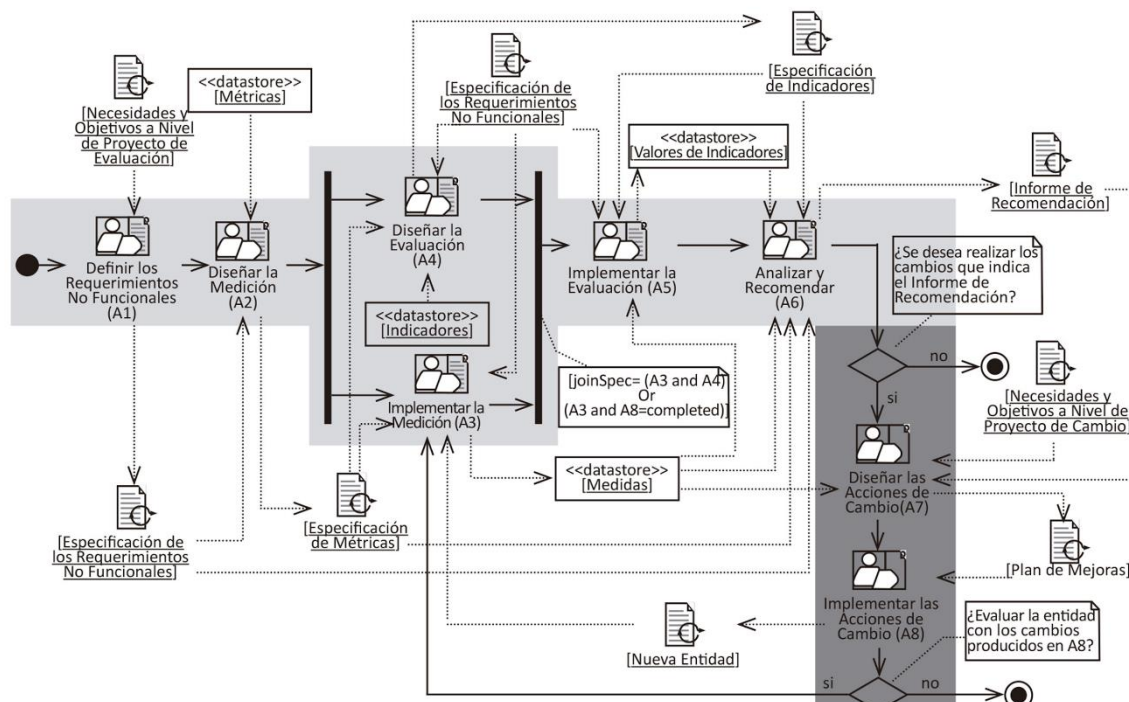 <<datastore>>
[Métricas]
[Necesidades y
Objetivos a Nivel
de Proyecto de
Evaluación]
[Especificación de
los Requerimientos
No Funcionales]
[Especificación
de Indicadores]
<<datastore>>
[Valores de Indicadores]
[Informe de
Recomendación]
Definir los
Requerimientos
No Funcionales
(A1)
Diseñar la
Medición
(A2)
Diseñar la
Evaluación
(A4)
Implementar la
Evaluación (A5)
Analizar y
Recomendar
(A6)
¿Se desea realizar los
cambios que indica
el Informe de
Recomendación?
<<datastore>>
[Indicadores]
Implementar la
Medición (A3)
[joinSpec= (A3 and A4)
Or
(A3 and A8=completed)]
no
si
[Necesidades y
Objetivos a Nivel de
Proyecto de Cambio]
<<datastore>>
[Medidas]
Diseñar las
Acciones de
Cambio(A7)
[Especificación de
los Requerimientos
No Funcionales]
[Especificación
de Métricas]
[Plan de Mejoras]
Implementar las
Acciones de
Cambio (A8)
¿Evaluar la entidad
con los cambios
producidos en A8?
[Nueva Entidad]
si
no